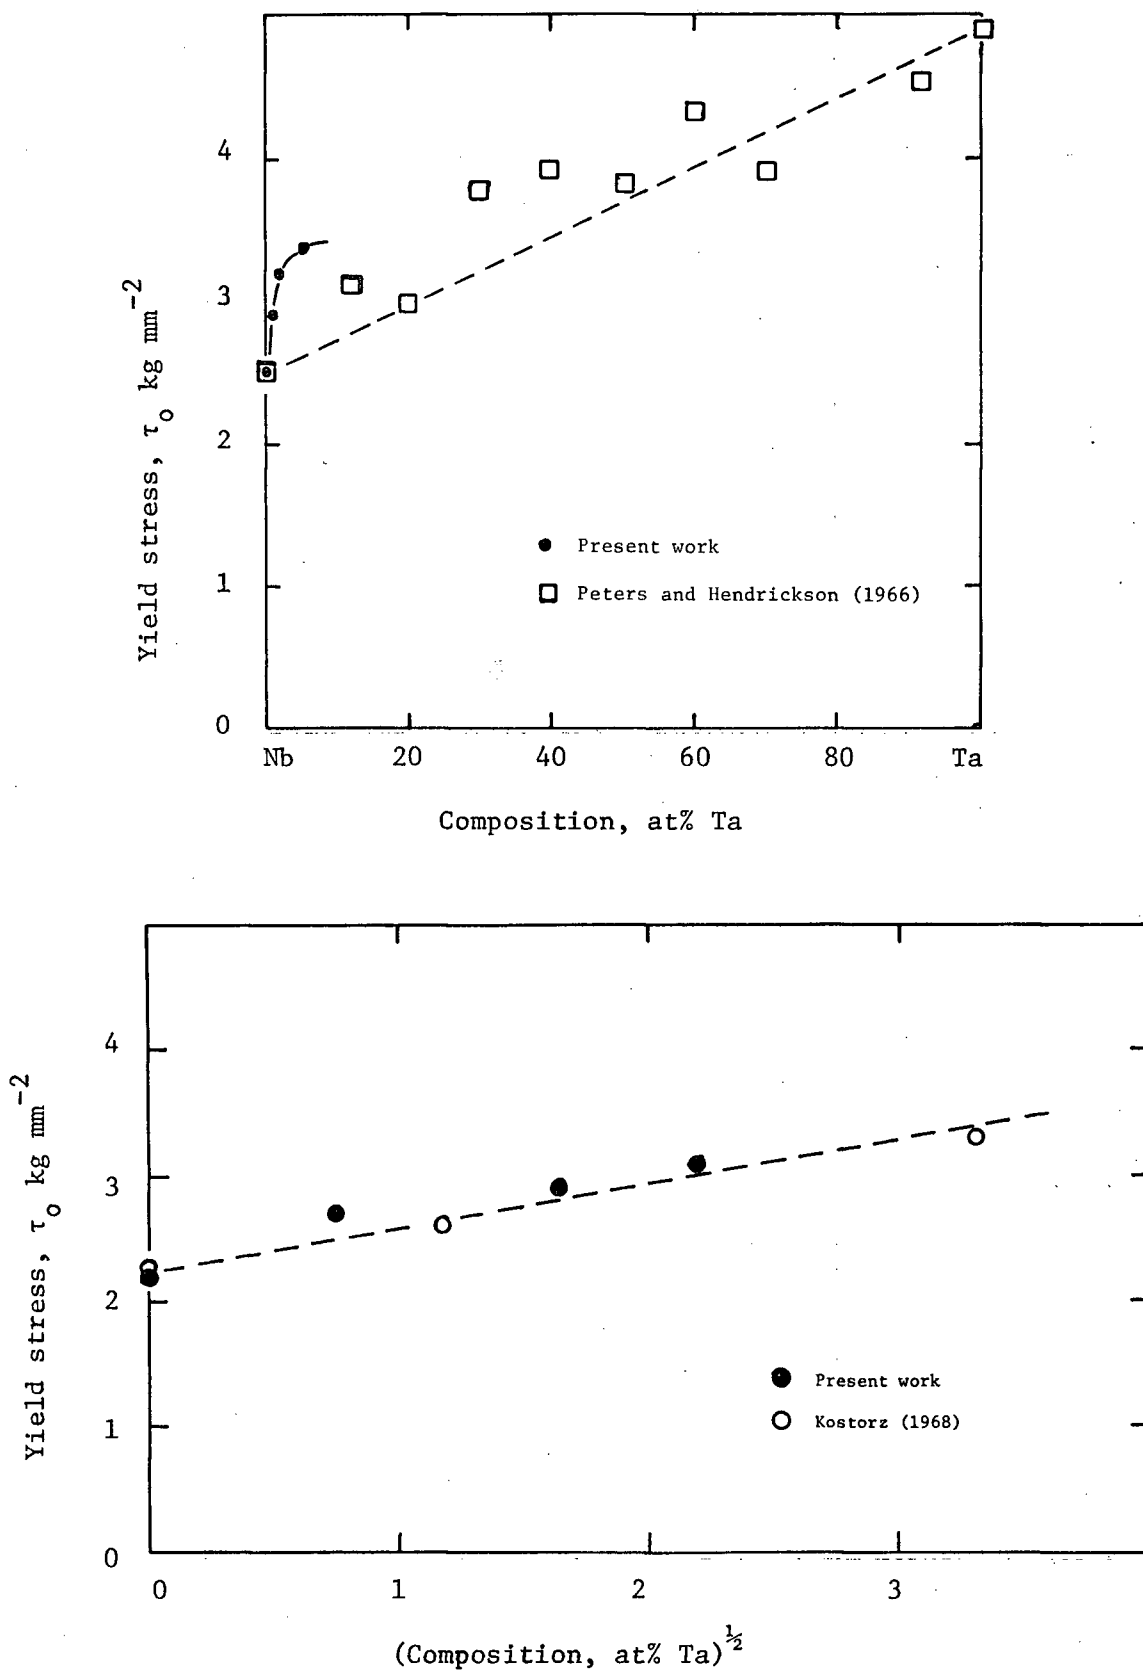 4
3
2
1
0
Yield stress, τo kg mm-2
Present work
Peters and Hendrickson (1966)
Nb 20 40 60 80 Ta
Composition, at% Ta
4
3
2
1
0
Yield stress, τo kg mm-2
Present work
Kostorz (1968)
0 1 2 3
(Composition, at% Ta)½